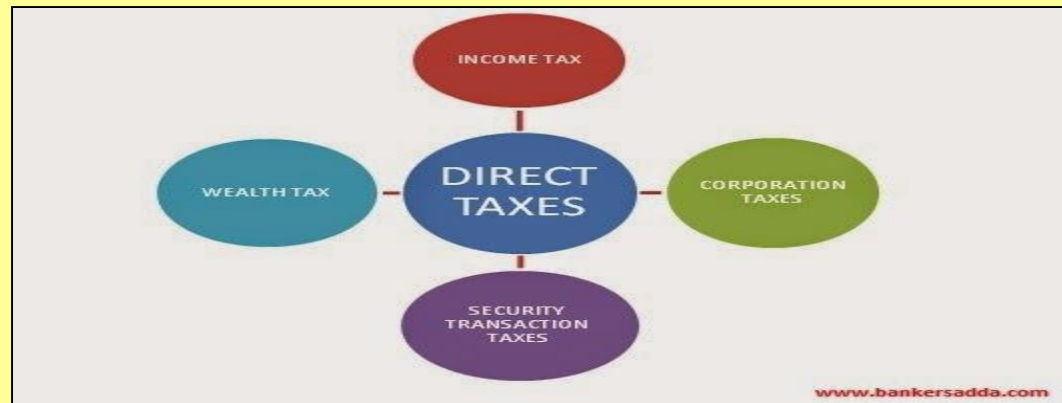 INCOME TAX
WEALTH TAX
DIRECT
TAXES
CORPORATION
TAXES
SECURITY
TRANSACTION
TAXES
www.bankersadda.com